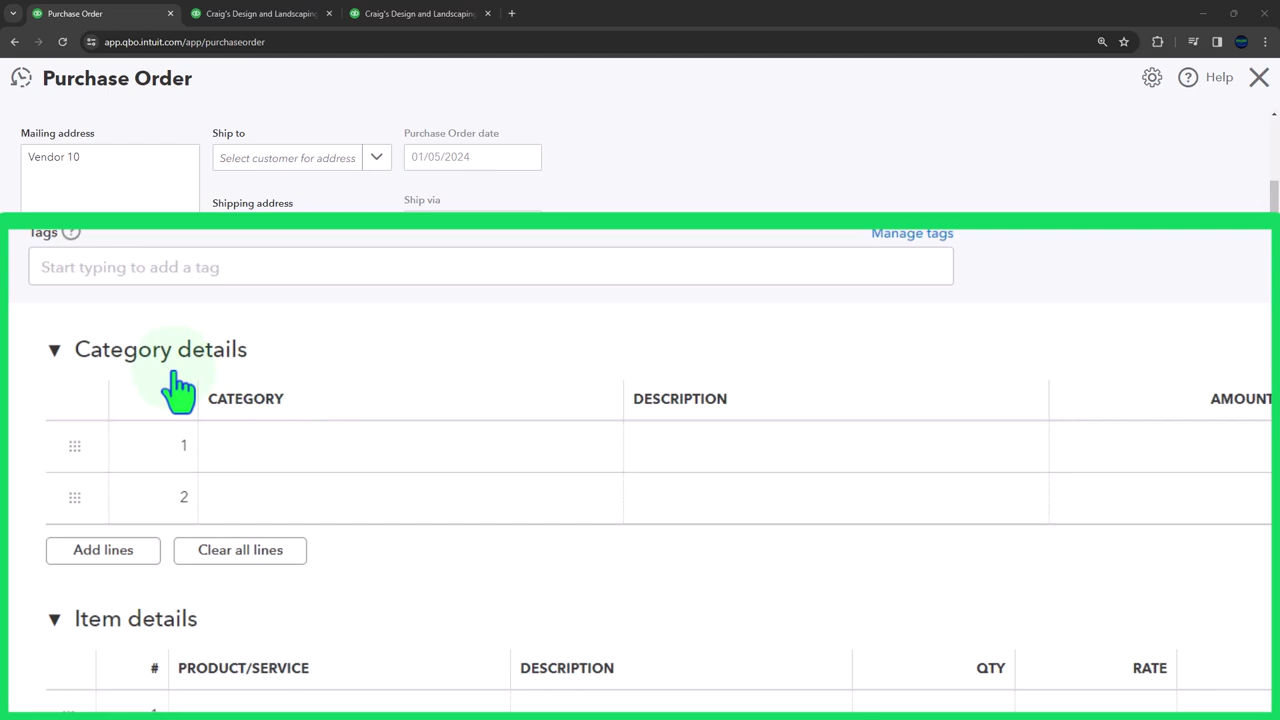 Purchase Order
Craig's Design and Landscaping
Craig's Design and Landscaping
app.qbo.intuit.com/app/purchaseorder
Purchase Order
Help
Mailing address
Ship to
Purchase Order date
Vendor 10
Select customer for address
01/05/2024
Shipping address
Ship via
Tags ?
Manage tags
Start typing to add a tag
Category details
CATEGORY
DESCRIPTION
AMOUNT
1
2
Add lines
Clear all lines
Item details
#
PRODUCT/SERVICE
DESCRIPTION
QTY
RATE